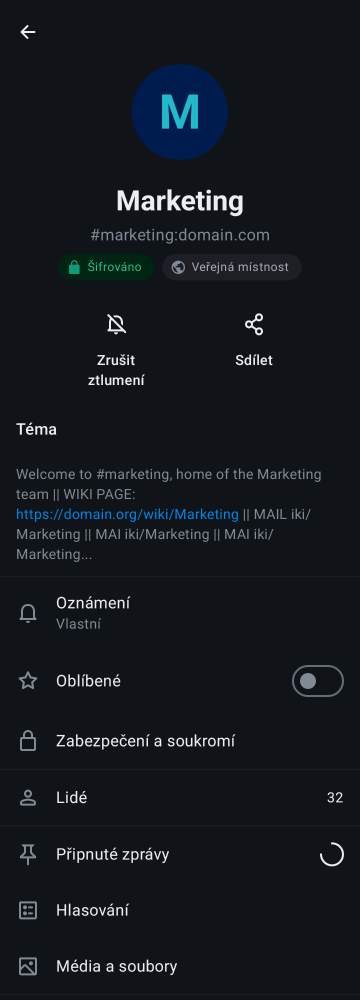 M
Marketing
#marketing:domain.com
Šifrováno
Veřejná místnost
Zrušit
ztlumení
Sdílet
Téma
Welcome to #marketing, home of the Marketing
team || WIKI PAGE:
https://domain.org/wiki/Marketing || MAIL iki/
Marketing || MAI iki/Marketing || MAI iki/
Marketing...
Oznámení
Vlastní
Oblíbené
Zabezpečení a soukromí
Lidé 32
Připnuté zprávy
Hlasování
Média a soubory